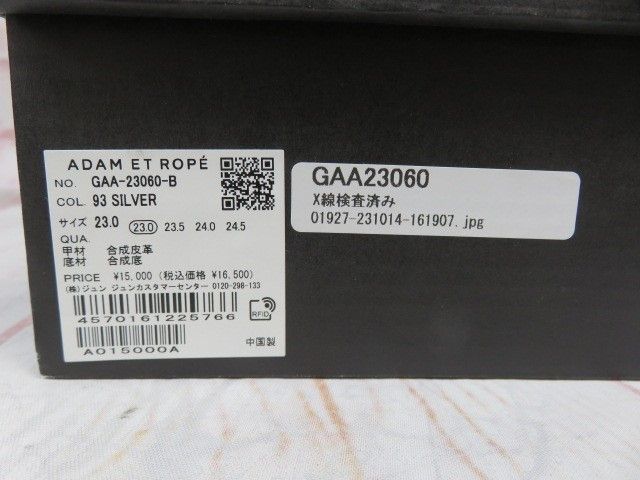 ADAM ET ROPÉ
NO. GAA-23060-B
COL. 93 SILVER
サイズ 23.0 23.0 23.5 24.0 24.5
QUA.
甲材 合成皮革
底材 合成底
PRICE ¥15,000 (税込価格 ¥16,500)
(株)ジュン ジュンカスタマーセンター 0120-298-133
4570161225766
RFID
A015000A
中国製
GAA23060
X線検査済み
01927-231014-161907.jpg